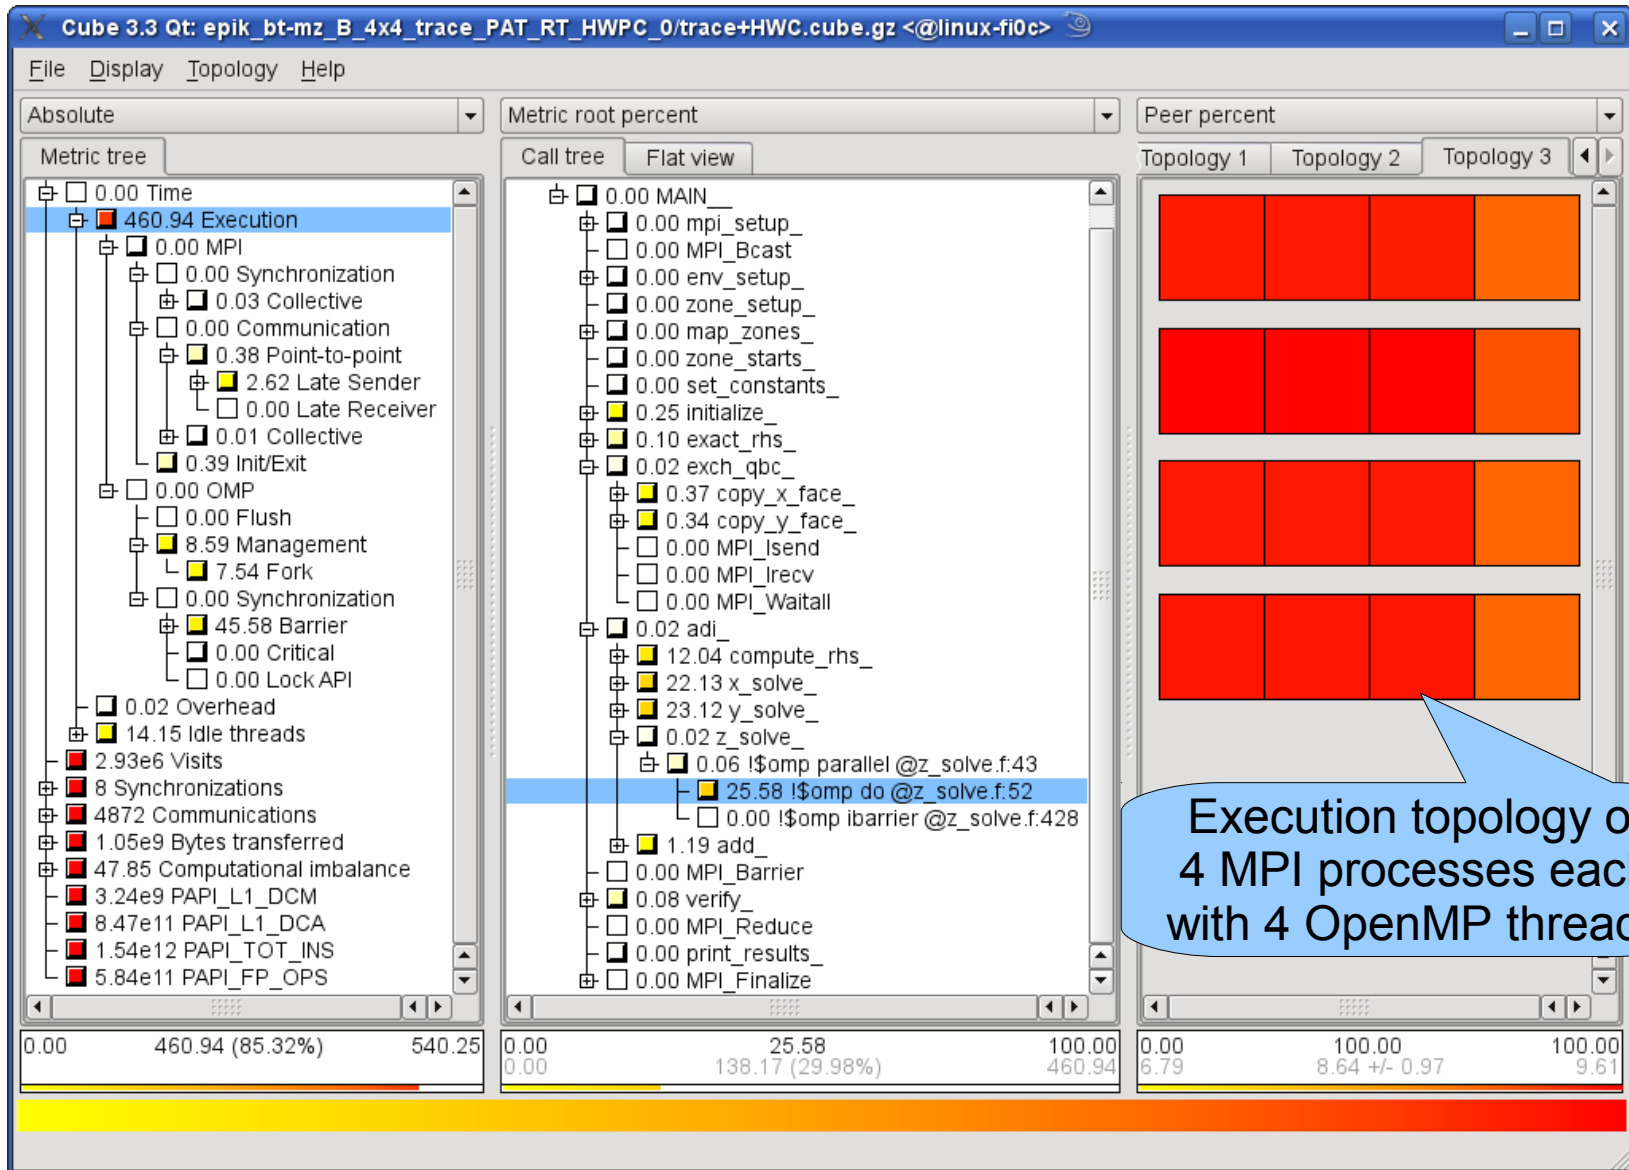 Cube 3.3 Qt: epik_bt-mz_B_4x4_trace_PAT_RT_HWPC_0/trace+HWC.cube.gz <@linux-fi0c>
File Display Topology Help
Absolute
Metric tree
0.00 Time
460.94 Execution
0.00 MPI
0.00 Synchronization
0.03 Collective
0.00 Communication
0.38 Point-to-point
2.62 Late Sender
0.00 Late Receiver
0.01 Collective
0.39 Init/Exit
0.00 OMP
0.00 Flush
8.59 Management
7.54 Fork
0.00 Synchronization
45.58 Barrier
0.00 Critical
0.00 Lock API
0.02 Overhead
14.15 Idle threads
2.93e6 Visits
8 Synchronizations
4872 Communications
1.05e9 Bytes transferred
47.85 Computational imbalance
3.24e9 PAPI_L1_DCM
8.47e11 PAPI_L1_DCA
1.54e12 PAPI_TOT_INS
5.84e11 PAPI_FP_OPS
0.00 460.94 (85.32%) 540.25
Metric root percent
Call tree Flat view
0.00 MAIN__
0.00 mpi_setup_
0.00 MPI_Bcast
0.00 env_setup_
0.00 zone_setup_
0.00 map_zones_
0.00 zone_starts_
0.00 set_constants_
0.25 initialize_
0.10 exact_rhs_
0.02 exch_qbc_
0.37 copy_x_face_
0.34 copy_y_face_
0.00 MPI_Isend
0.00 MPI_Irecv
0.00 MPI_Waitall
0.02 adi_
12.04 compute_rhs_
22.13 x_solve_
23.12 y_solve_
0.02 z_solve_
0.06 !$omp parallel @z_solve.f:43
25.58 !$omp do @z_solve.f:52
0.00 !$omp ibarrier @z_solve.f:428
1.19 add_
0.00 MPI_Barrier
0.08 verify_
0.00 MPI_Reduce
0.00 print_results_
0.00 MPI_Finalize
0.00 25.58 100.00
0.00 138.17 (29.98%) 460.94
Peer percent
Topology 1 Topology 2 Topology 3
Execution topology o
4 MPI processes eac
with 4 OpenMP threa
0.00 100.00 100.00
6.79 8.64 +/- 0.97 9.61